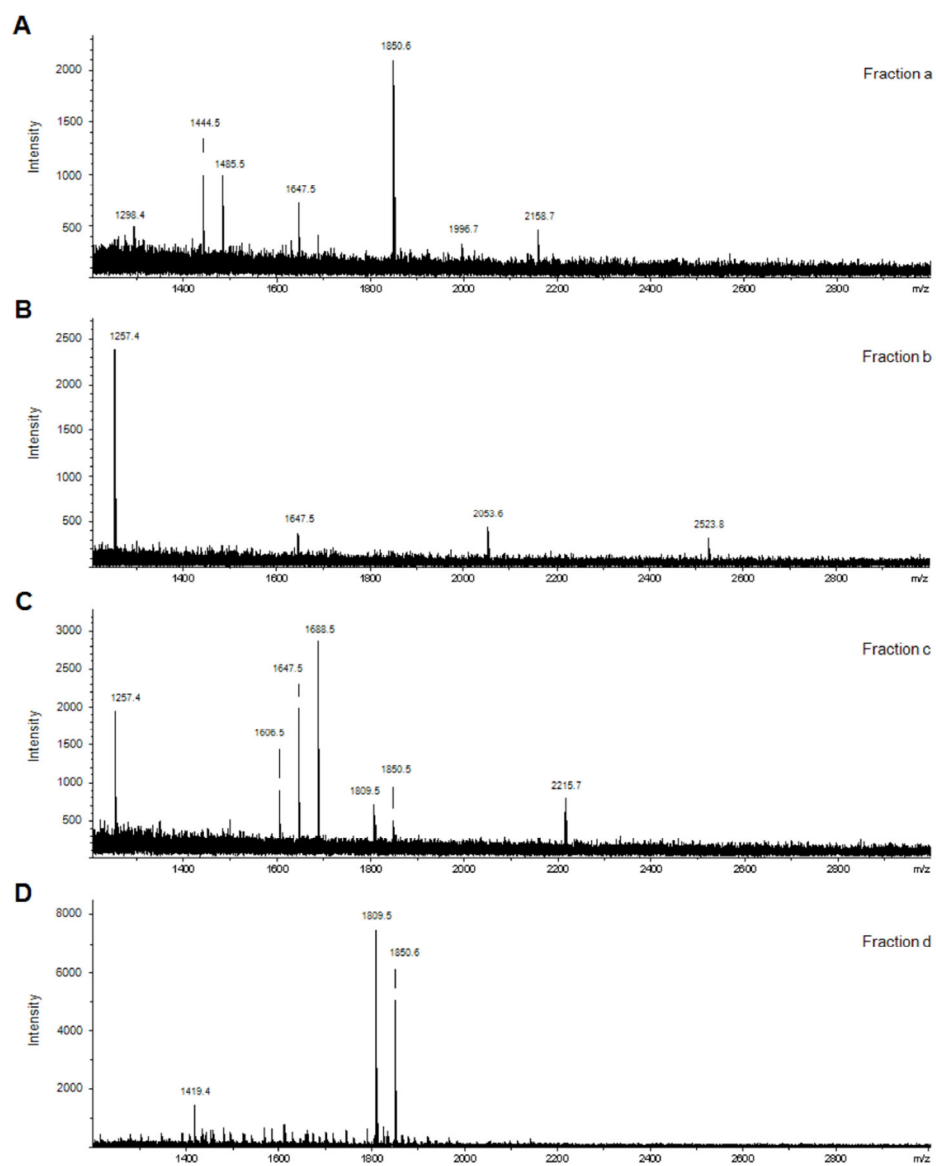 A
1850.6
Fraction a
2000
1500
1444.5
1485.5
Intensity
1000
1647.5
1298.4
1996.7
2158.7
500
1400 1600 1800 2000 2200 2400 2600 2800 m/z
B
2500
1257.4
Fraction b
2000
Intensity
1500
1000
1647.5
2053.6
2523.8
500
1400 1600 1800 2000 2200 2400 2600 2800 m/z
C
3000
1688.5
Fraction c
2500
1647.5
1257.4
2000
Intensity
1606.5
1500
1850.5
1000
1809.5
2215.7
500
1400 1600 1800 2000 2200 2400 2600 2800 m/z
D
8000
1809.5
Fraction d
1850.6
6000
Intensity
4000
2000
1419.4
1400 1600 1800 2000 2200 2400 2600 2800 m/z